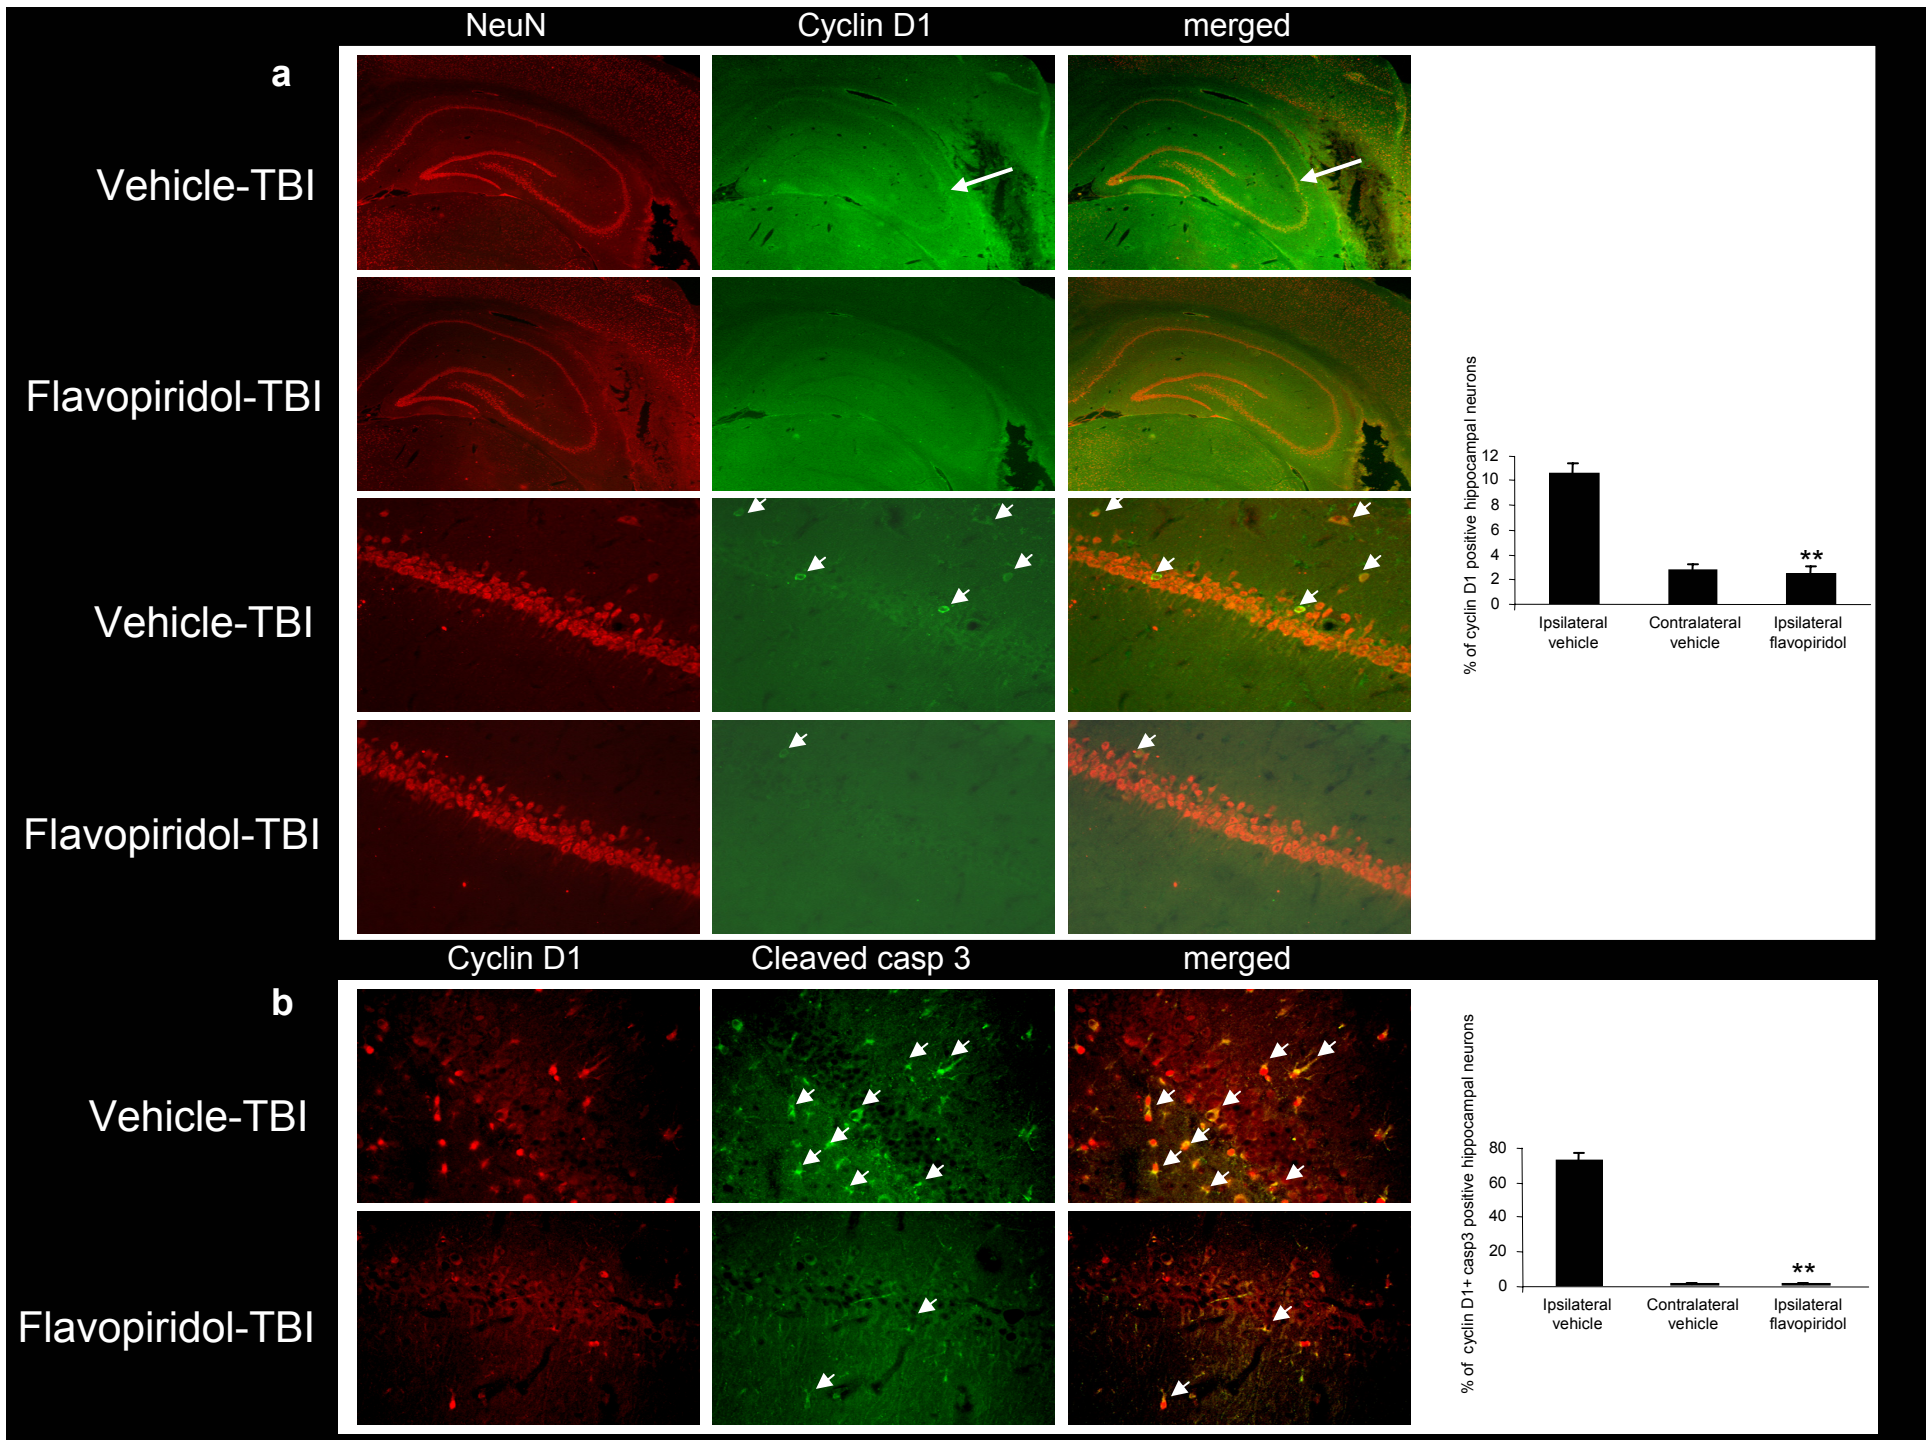 NeuN Cyclin D1 merged
a
Vehicle-TBI
Flavopiridol-TBI
Vehicle-TBI
Flavopiridol-TBI
% of cyclin D1 positive hippocampal neurons
12
10
8
6
4
2
0
**
Ipsilateral vehicle
Contralateral vehicle
Ipsilateral flavopiridol
Cyclin D1 Cleaved casp 3 merged
b
Vehicle-TBI
Flavopiridol-TBI
% of cyclin D1+ casp3 positive hippocampal neurons
80
60
40
20
0
**
Ipsilateral vehicle
Contralateral vehicle
Ipsilateral flavopiridol